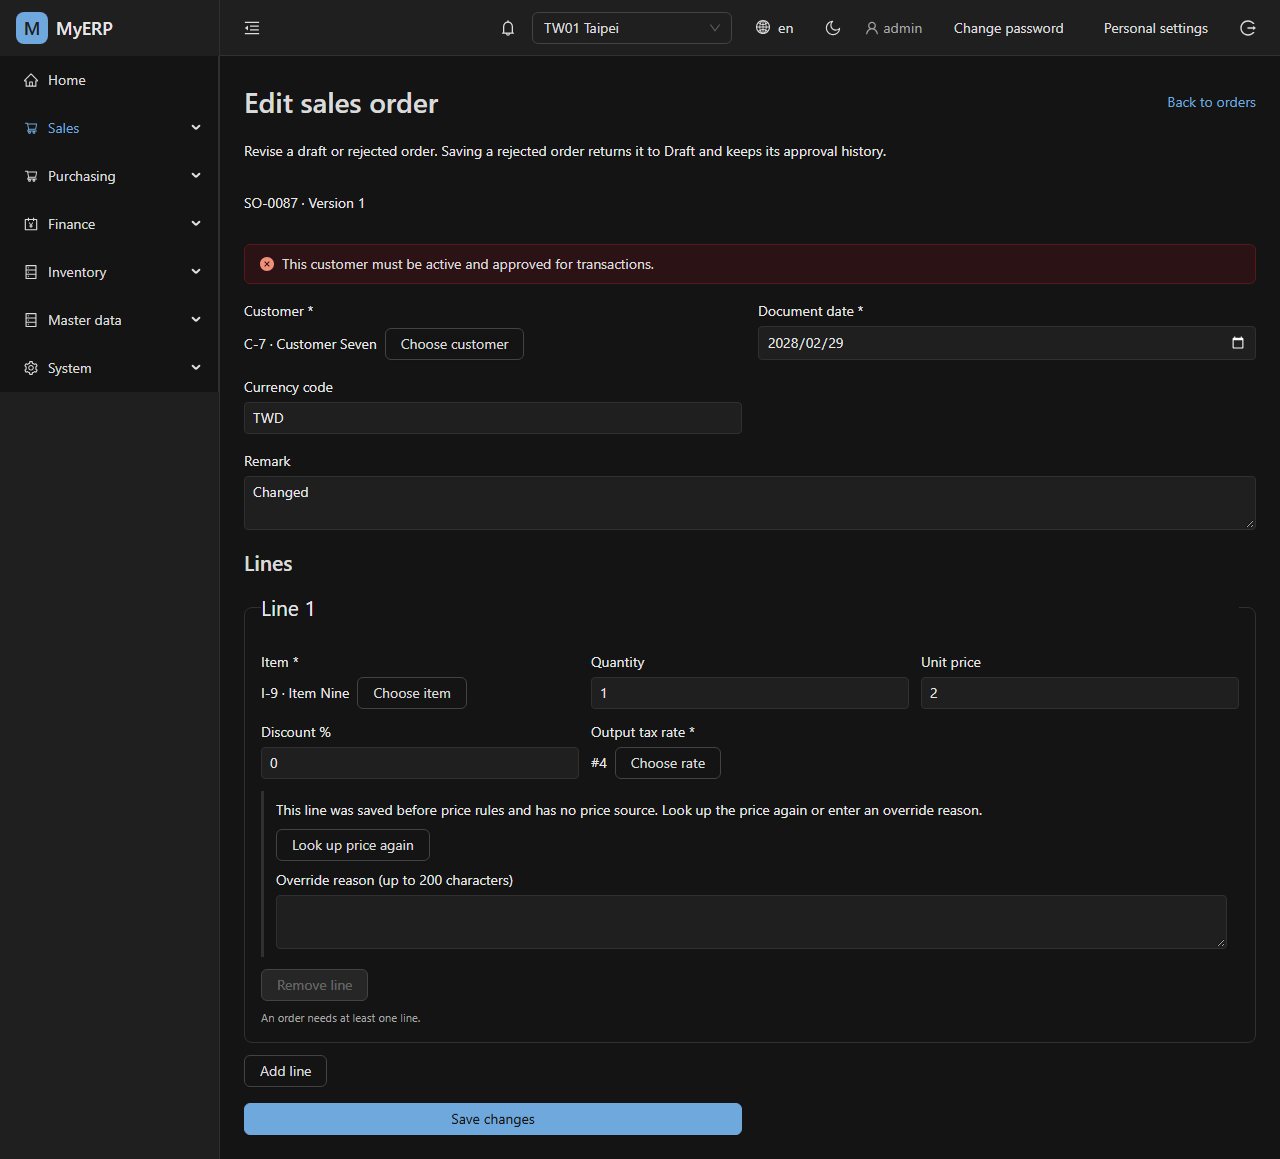 M MyERP
TW01 Taipei
en
admin
Change password
Personal settings
Home
Sales
Purchasing
Finance
Inventory
Master data
System
Edit sales order
Back to orders
Revise a draft or rejected order. Saving a rejected order returns it to Draft and keeps its approval history.
SO-0087 · Version 1
This customer must be active and approved for transactions.
Customer *
C-7 · Customer Seven
Choose customer
Document date *
2028/02/29
Currency code
TWD
Remark
Changed
Lines
Line 1
Item *
I-9 · Item Nine
Choose item
Quantity
1
Unit price
2
Discount %
0
Output tax rate *
#4
Choose rate
This line was saved before price rules and has no price source. Look up the price again or enter an override reason.
Look up price again
Override reason (up to 200 characters)
Remove line
An order needs at least one line.
Add line
Save changes